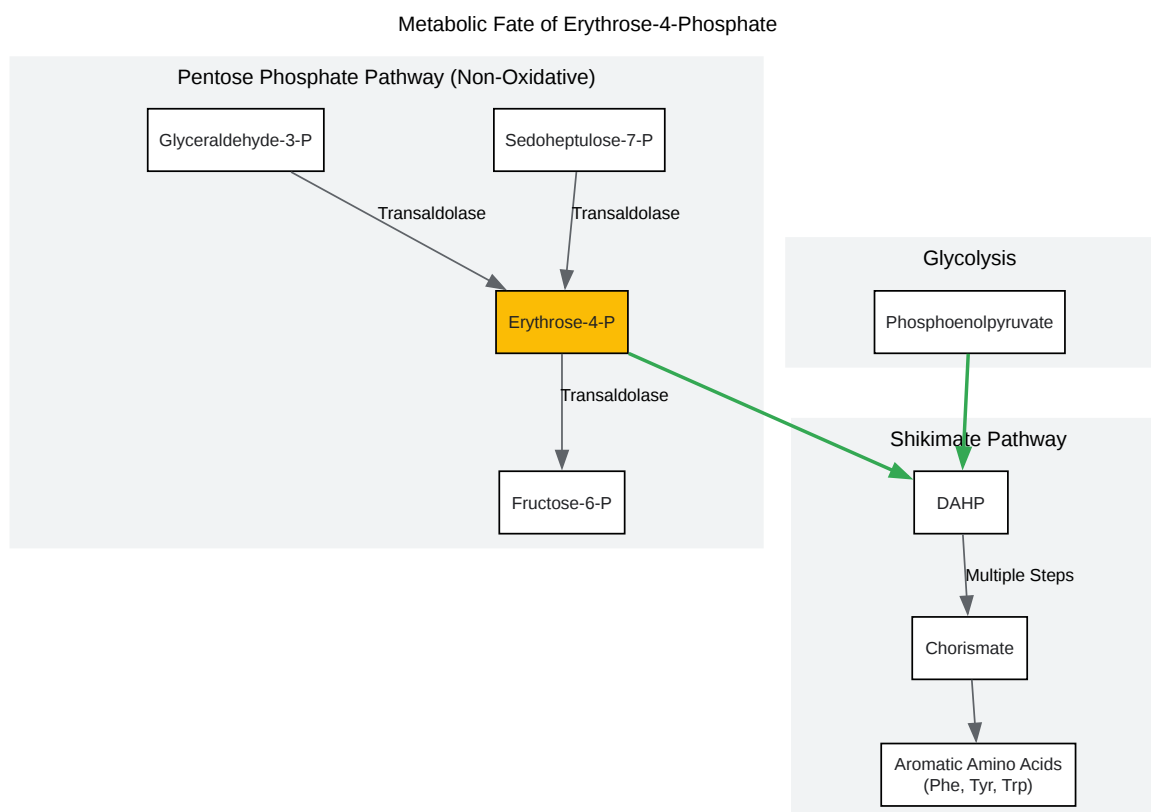 Metabolic Fate of Erythrose-4-Phosphate
Pentose Phosphate Pathway (Non-Oxidative)
Glyceraldehyde-3-P
Sedoheptulose-7-P
Transaldolase
Transaldolase
Erythrose-4-P
Transaldolase
Fructose-6-P
Glycolysis
Phosphoenolpyruvate
Shikimate Pathway
DAHP
Multiple Steps
Chorismate
Aromatic Amino Acids
(Phe, Tyr, Trp)